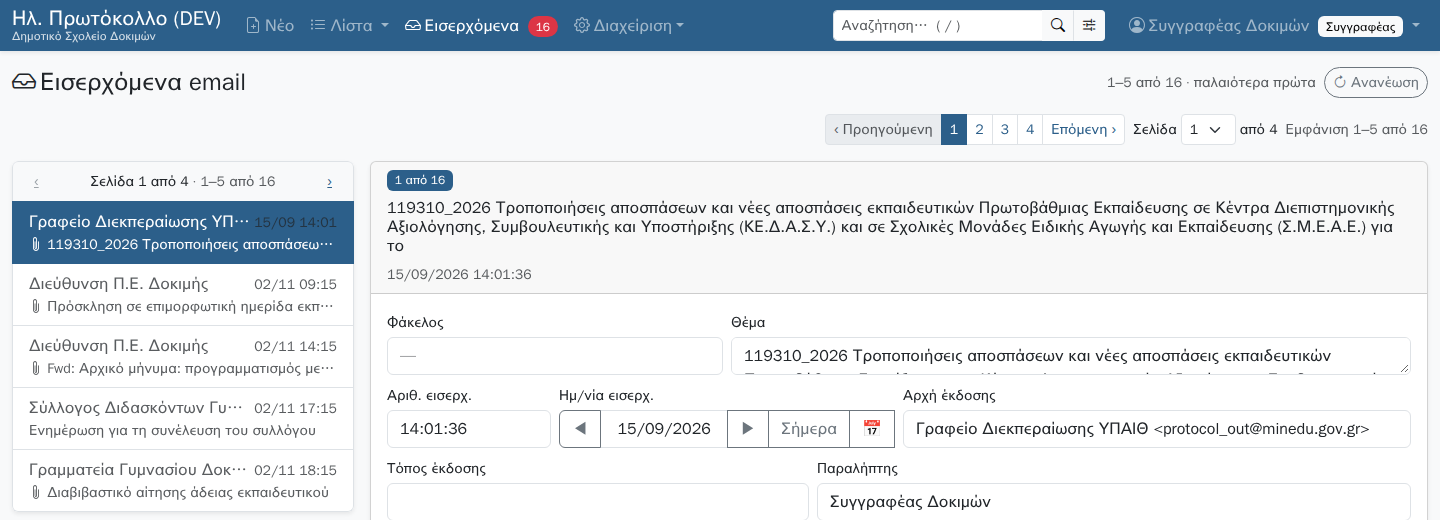 Ηλ. Πρωτόκολλο (DEV)
Δημοτικό Σχολείο Δοκιμών
Νέο
Λίστα
Εισερχόμενα 16
Διαχείριση
Αναζήτηση… ( / )
Συγγραφέας Δοκιμών Συγγραφέας
Εισερχόμενα email
1–5 από 16 · παλαιότερα πρώτα
Ανανέωση
‹ Προηγούμενη 1 2 3 4 Επόμενη › Σελίδα 1 από 4 Εμφάνιση 1–5 από 16
‹ Σελίδα 1 από 4 · 1–5 από 16 ›
Γραφείο Διεκπεραίωσης ΥΠ… 15/09 14:01
119310_2026 Τροποποιήσεις αποσπάσεω…
Διεύθυνση Π.Ε. Δοκιμής 02/11 09:15
Πρόσκληση σε επιμορφωτική ημερίδα εκπ…
Διεύθυνση Π.Ε. Δοκιμής 02/11 14:15
Fwd: Αρχικό μήνυμα: προγραμματισμός με…
Σύλλογος Διδασκόντων Γυ… 02/11 17:15
Ενημέρωση για τη συνέλευση του συλλόγου
Γραμματεία Γυμνασίου Δοκ… 02/11 18:15
Διαβιβαστικό αίτησης άδειας εκπαιδευτικού
1 από 16
119310_2026 Τροποποιήσεις αποσπάσεων και νέες αποσπάσεις εκπαιδευτικών Πρωτοβάθμιας Εκπαίδευσης σε Κέντρα Διεπιστημονικής
Αξιολόγησης, Συμβουλευτικής και Υποστήριξης (ΚΕ.Δ.Α.Σ.Υ.) και σε Σχολικές Μονάδες Ειδικής Αγωγής και Εκπαίδευσης (Σ.Μ.Ε.Α.Ε.) για
το
15/09/2026 14:01:36
Φάκελος
—
Θέμα
119310_2026 Τροποποιήσεις αποσπάσεων και νέες αποσπάσεις εκπαιδευτικών
Αριθ. εισερχ.
14:01:36
Ημ/νία εισερχ.
◀ 15/09/2026 ▶ Σήμερα
Αρχή έκδοσης
Γραφείο Διεκπεραίωσης ΥΠΑΙΘ <protocol_out@minedu.gov.gr>
Τόπος έκδοσης
Παραλήπτης
Συγγραφέας Δοκιμών